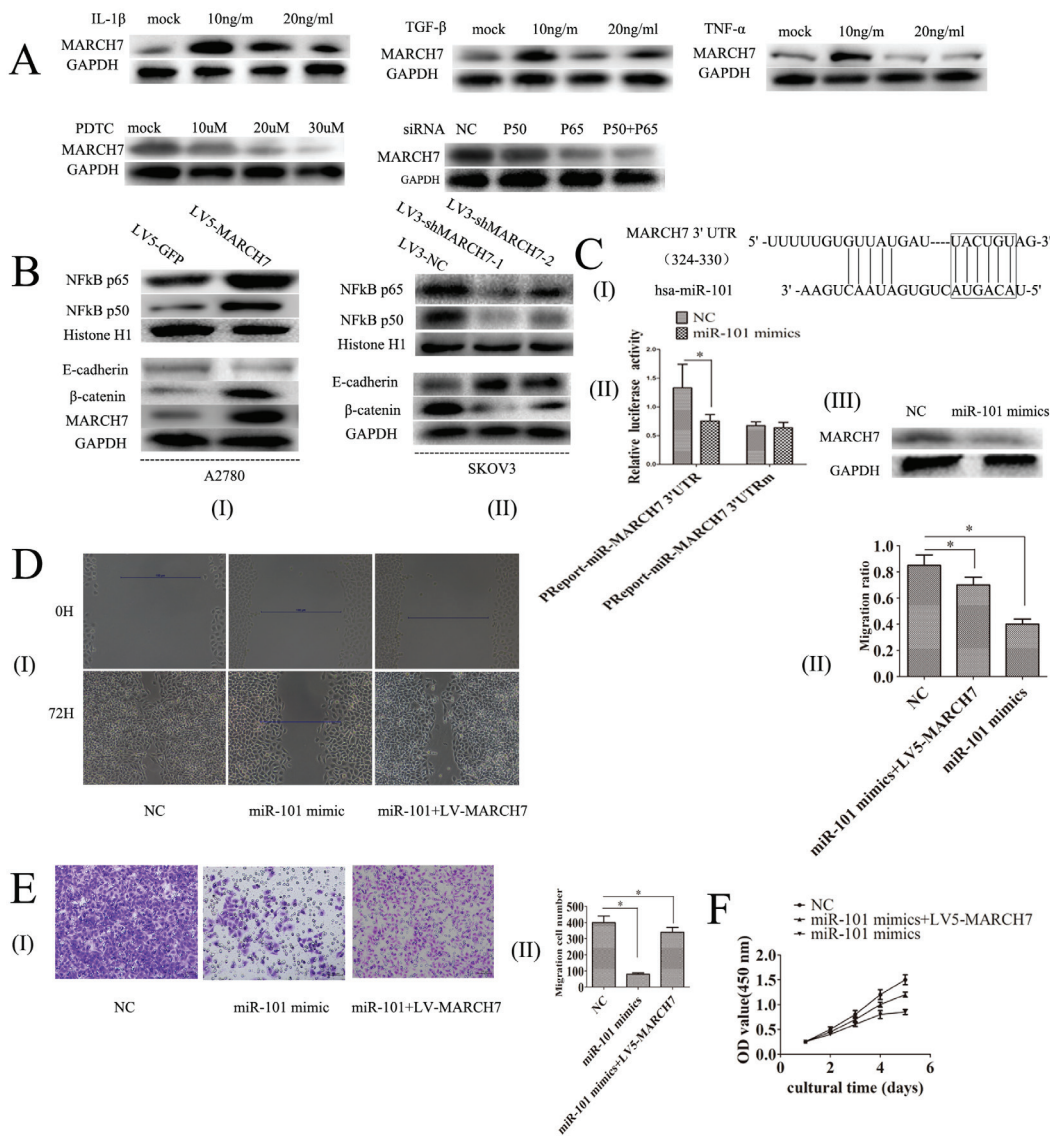 A
IL-1β mock 10ng/m 20ng/ml
MARCH7
GAPDH
TGF-β mock 10ng/m 20ng/ml
MARCH7
GAPDH
TNF-α mock 10ng/m 20ng/ml
MARCH7
GAPDH
PDTC mock 10uM 20uM 30uM
MARCH7
GAPDH
siRNA NC P50 P65 P50+P65
MARCH7
GAPDH
B
LV5-GFP
LV5-MARCH7
NFkB p65
NFkB p50
Histone H1
E-cadherin
β-catenin
MARCH7
GAPDH
A2780
(I)
LV3-NC
LV3-shMARCH7-1
LV3-shMARCH7-2
NFkB p65
NFkB p50
Histone H1
E-cadherin
β-catenin
GAPDH
SKOV3
(II)
C
(I)
MARCH7 3' UTR
(324-330)
5' -UUUUUGUGUUAUGAU----UACUGUAG-3'
hsa-miR-101
3' -AAGUCAAUAGUGUCAUGACAU-5'
(II)
NC
miR-101 mimics
Relative luciferase activity
2.0
1.5
1.0
0.5
0.0
*
PReport-miR-MARCH7 3'UTR
PReport-miR-MARCH7 3'UTRm
(III)
NC miR-101 mimics
MARCH7
GAPDH
D
(I)
0H
72H
NC miR-101 mimic miR-101+LV-MARCH7
(II)
Migration ratio
1.0
0.8
0.6
0.4
0.2
0.0
*
*
NC
miR-101 mimics+LV5-MARCH7
miR-101 mimics
E
(I)
NC miR-101 mimic miR-101+LV-MARCH7
(II)
Migration cell number
500
400
300
200
100
0
*
*
NC
miR-101 mimics
miR-101 mimics+LV5-MARCH7
F
NC
miR-101 mimics+LV5-MARCH7
miR-101 mimics
OD value(450 nm)
2.0
1.5
1.0
0.5
0.0
0 2 4 6
cultural time (days)